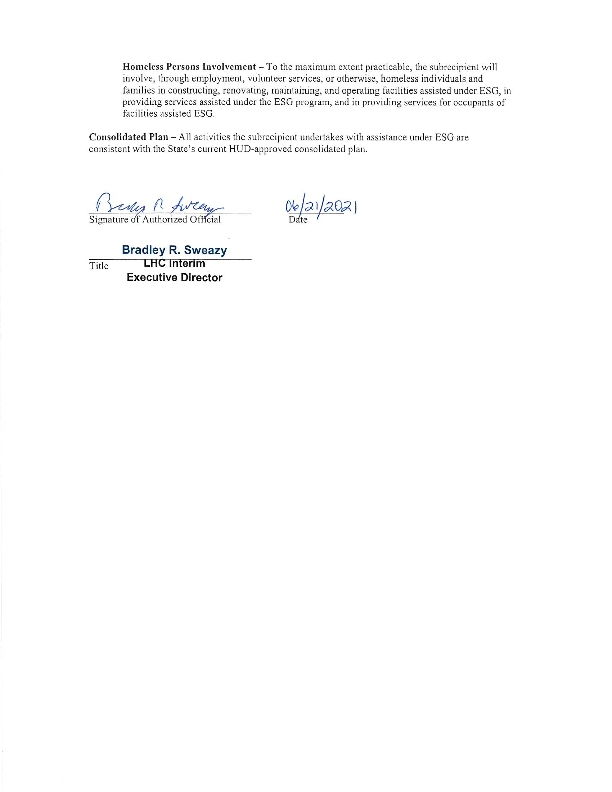 Homeless Persons Involvement – To the maximum extent practicable, the subrecipient will
involve, through employment, volunteer services, or otherwise, homeless individuals and
families in constructing, renovating, maintaining, and operating facilities assisted under ESG, in
providing services assisted under the ESG program, and in providing services for occupants of
facilities assisted ESG.
Consolidated Plan – All activities the subrecipient undertakes with assistance under ESG are
consistent with the State's current HUD-approved consolidated plan.
Bradley R. Sweazy 06/21/2021
Signature of Authorized Official Date
Bradley R. Sweazy
Title LHC Interim
Executive Director